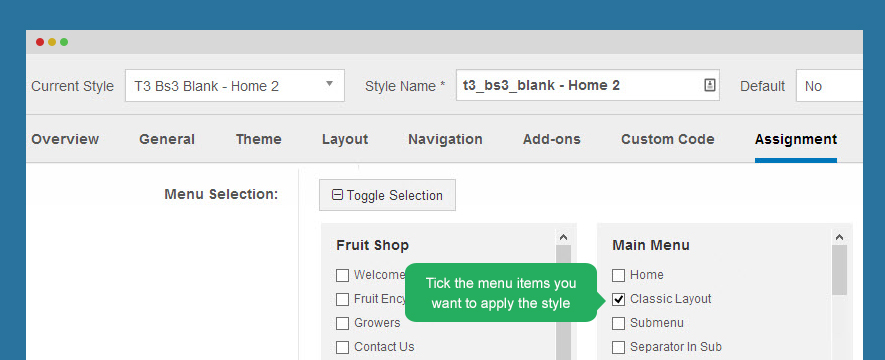 Current Style T3 Bs3 Blank - Home 2 Style Name * t3_bs3_blank - Home 2 Default No
Overview General Theme Layout Navigation Add-ons Custom Code Assignment
Menu Selection: Toggle Selection
Fruit Shop
Welcome
Fruit Ency
Growers
Contact Us
Tick the menu items you
want to apply the style
Main Menu
Home
Classic Layout
Submenu
Separator In Sub